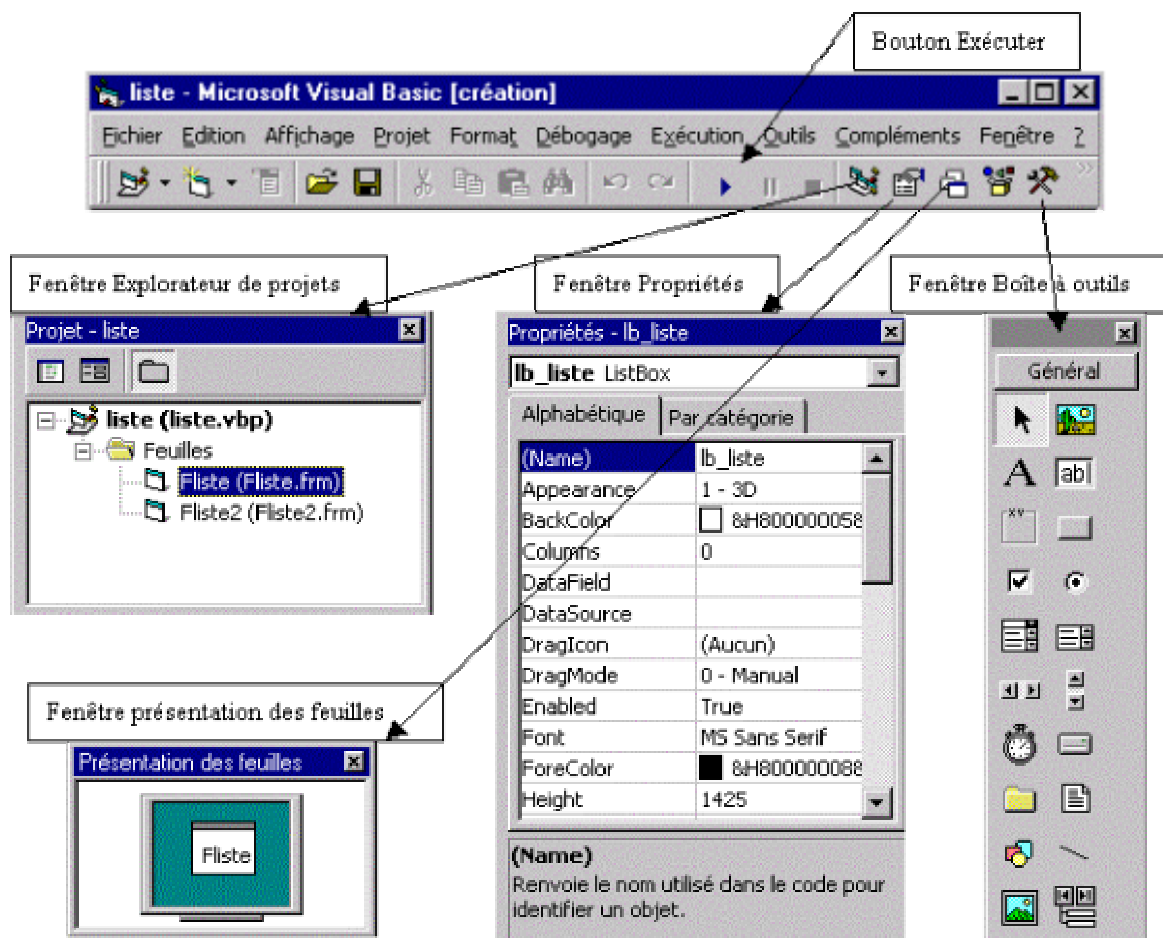 Bouton Exécuter
liste - Microsoft Visual Basic [création]
Fichier Edition Affichage Projet Format Débogage Exécution Outils Compléments Fenêtre ?
Fenêtre Explorateur de projets
Fenêtre Propriétés
Fenêtre Boîte à outils
Projet - liste
liste (liste.vbp)
Feuilles
Fliste (Fliste.frm)
Fliste2 (Fliste2.frm)
Propriétés - lb_liste
lb_liste ListBox
Alphabétique Par catégorie
(Name) lb_liste
Appearance 1 - 3D
BackColor &H800000058
Columns 0
DataField
DataSource
DragIcon (Aucun)
DragMode 0 - Manual
Enabled True
Font MS Sans Serif
ForeColor &H800000088
Height 1425
(Name)
Renvoie le nom utilisé dans le code pour
identifier un objet.
Général
A ab|
xv
Fenêtre présentation des feuilles
Présentation des feuilles
Fliste